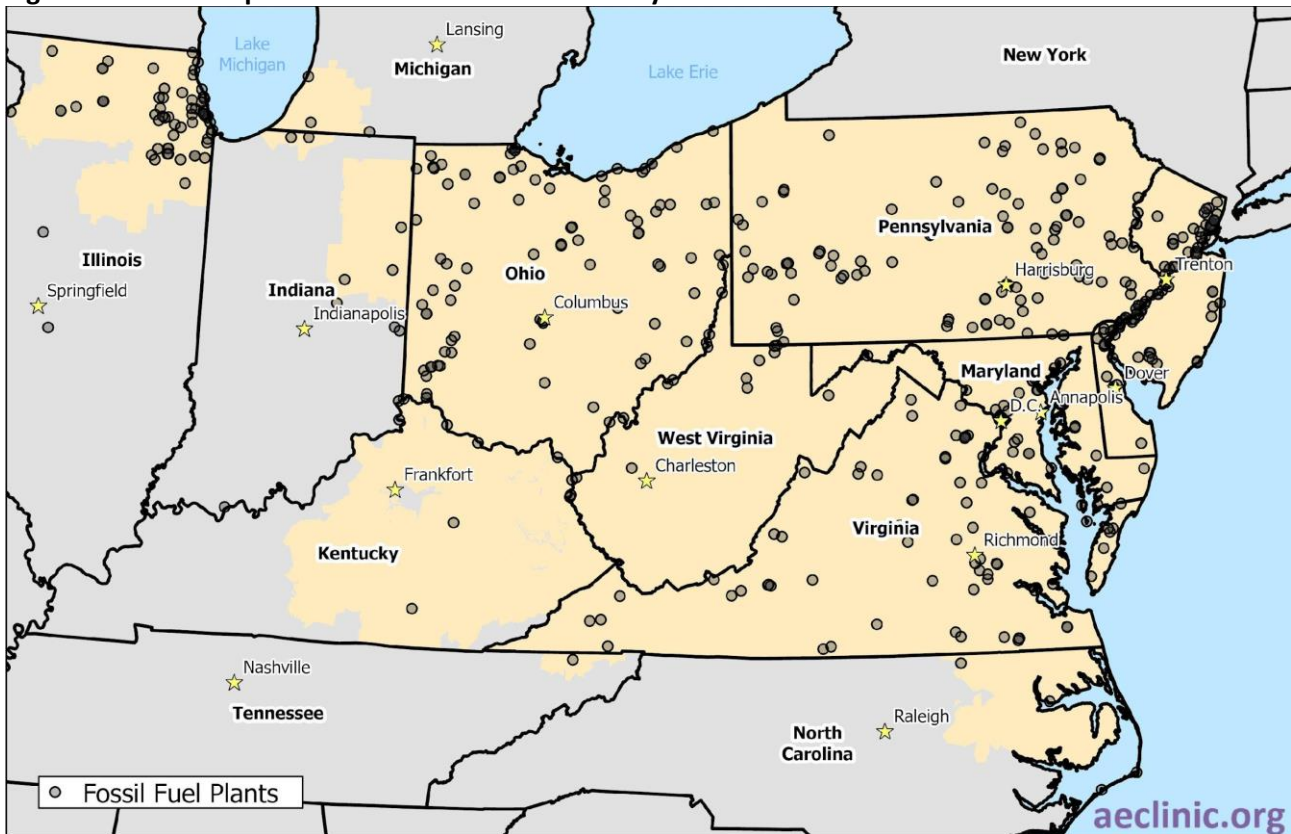 Lansing
Michigan
Lake
Michigan
Lake Erie
New York
Illinois
Springfield
Indiana
Indianapolis
Ohio
Columbus
Pennsylvania
Harrisburg
Trenton
Maryland
Dover
D.C.
Annapolis
West Virginia
Charleston
Frankfort
Kentucky
Virginia
Richmond
Nashville
Tennessee
Raleigh
North
Carolina
Fossil Fuel Plants
aeclinic.org